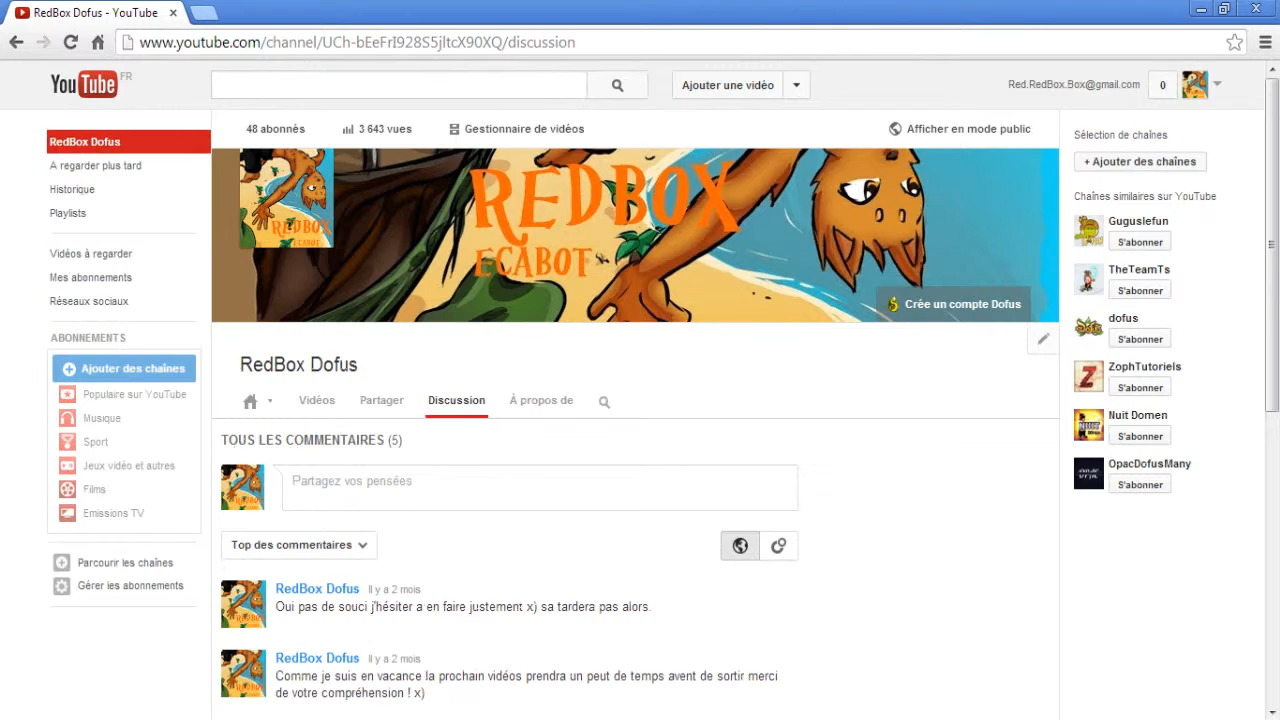 RedBox Dofus - YouTube
www.youtube.com/channel/UCh-bEeFrI928S5jltcX90XQ/discussion
YouTube FR
Ajouter une vidéo
Red.RedBox.Box@gmail.com
0
RedBox Dofus
A regarder plus tard
Historique
Playlists
Vidéos à regarder
Mes abonnements
Réseaux sociaux
ABONNEMENTS
Ajouter des chaînes
Populaire sur YouTube
Musique
Sport
Jeux vidéo et autres
Films
Emissions TV
Parcourir les chaînes
Gérer les abonnements
48 abonnés
3 643 vues
Gestionnaire de vidéos
Afficher en mode public
REDBOX
ECABOT
REDBOX
ECABOT
Crée un compte Dofus
RedBox Dofus
Vidéos
Partager
Discussion
À propos de
TOUS LES COMMENTAIRES (5)
Partagez vos pensées
Top des commentaires
RedBox Dofus Il y a 2 mois
Oui pas de souci j'hésiter a en faire justement x) sa tardera pas alors.
RedBox Dofus Il y a 2 mois
Comme je suis en vacance la prochain vidéos prendra un peut de temps avent de sortir merci
de votre compréhension ! x)
Sélection de chaînes
+ Ajouter des chaînes
Chaînes similaires sur YouTube
Guguslefun
S'abonner
TheTeamTs
S'abonner
dofus
S'abonner
ZophTutoriels
S'abonner
Nuit Domen
S'abonner
OpacDofusMany
S'abonner